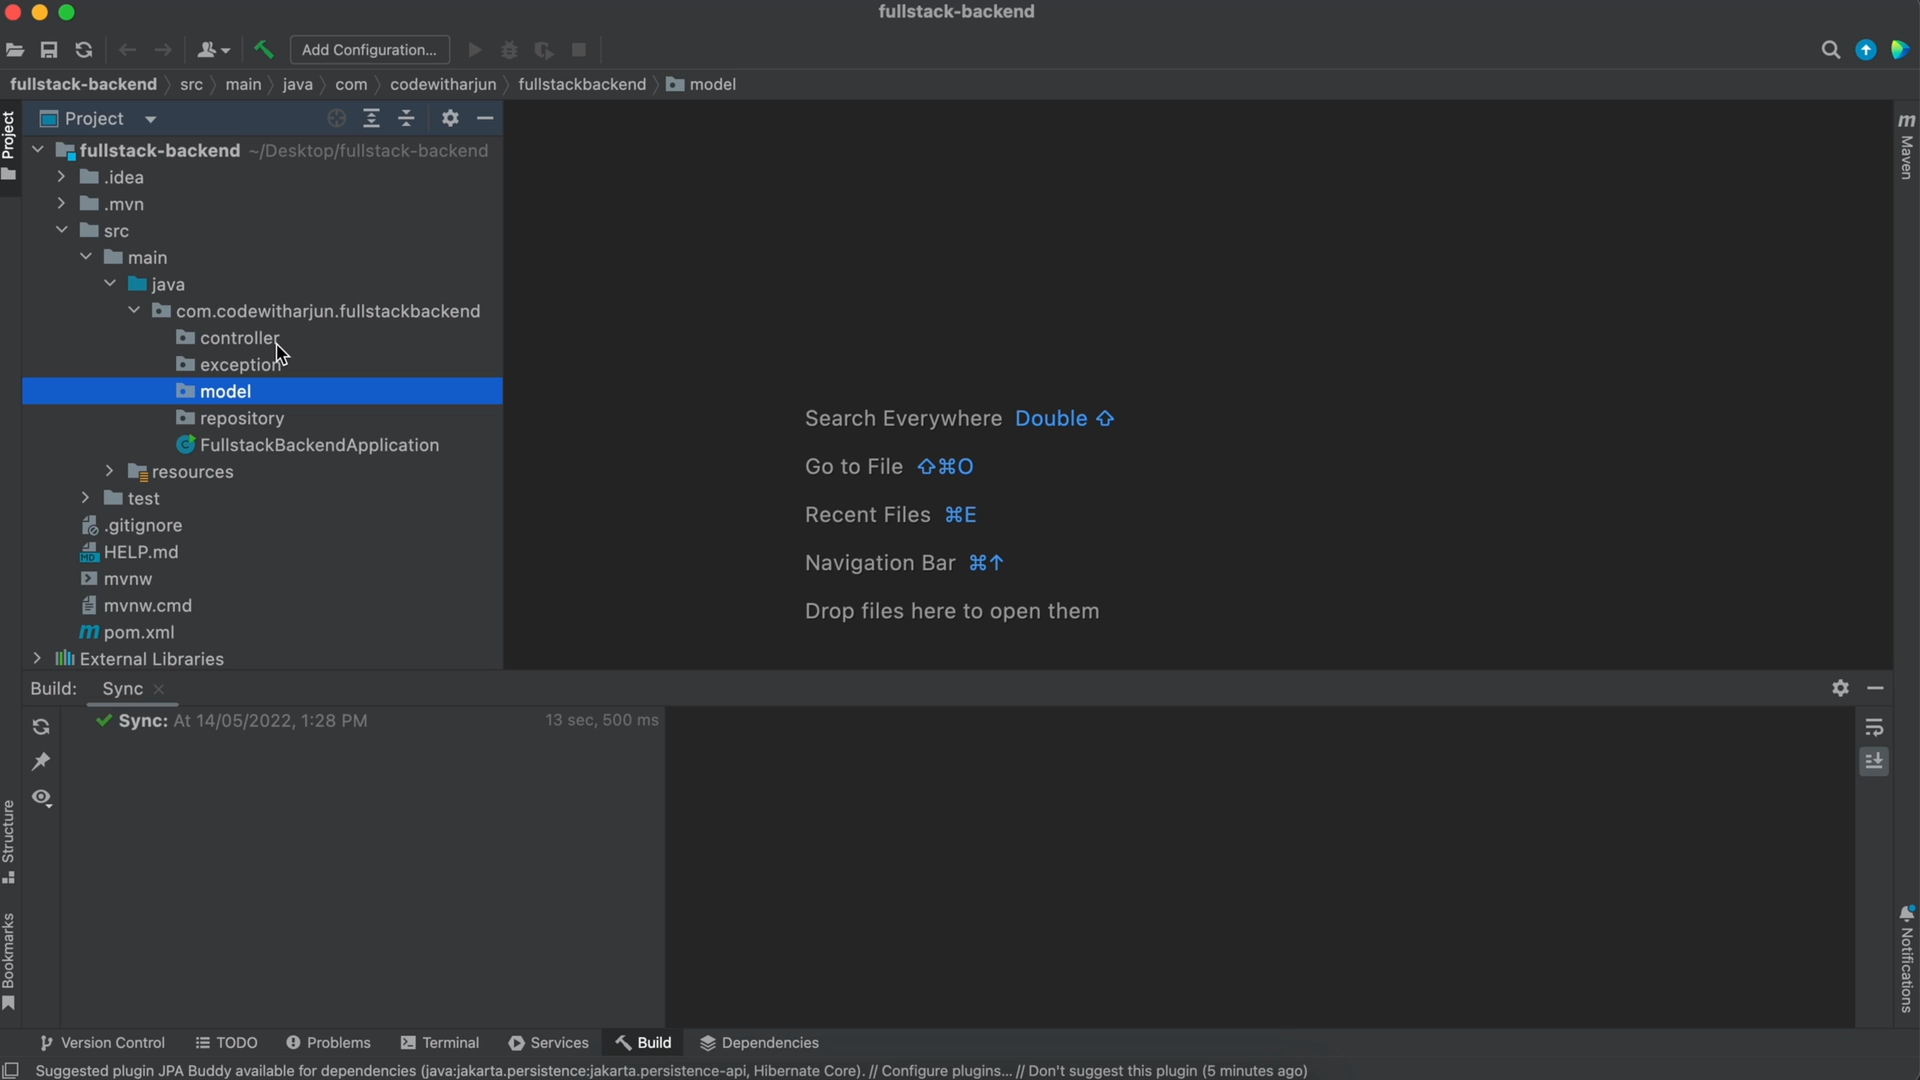 fullstack-backend
Add Configuration...
fullstack-backend src main java com codewitharjun fullstackbackend model
Project
Project
fullstack-backend ~/Desktop/fullstack-backend
.idea
.mvn
src
main
java
com.codewitharjun.fullstackbackend
controller
exception
model
repository
FullstackBackendApplication
resources
test
.gitignore
HELP.md
mvnw
mvnw.cmd
pom.xml
External Libraries
Search Everywhere Double ⇧
Go to File ⇧⌘O
Recent Files ⌘E
Navigation Bar ⌘↑
Drop files here to open them
Maven
Build: Sync
Sync: At 14/05/2022, 1:28 PM 13 sec, 500 ms
Structure
Bookmarks
Notifications
Version Control TODO Problems Terminal Services Build Dependencies
Suggested plugin JPA Buddy available for dependencies (java:jakarta.persistence:jakarta.persistence-api, Hibernate Core). // Configure plugins... // Don't suggest this plugin (5 minutes ago)